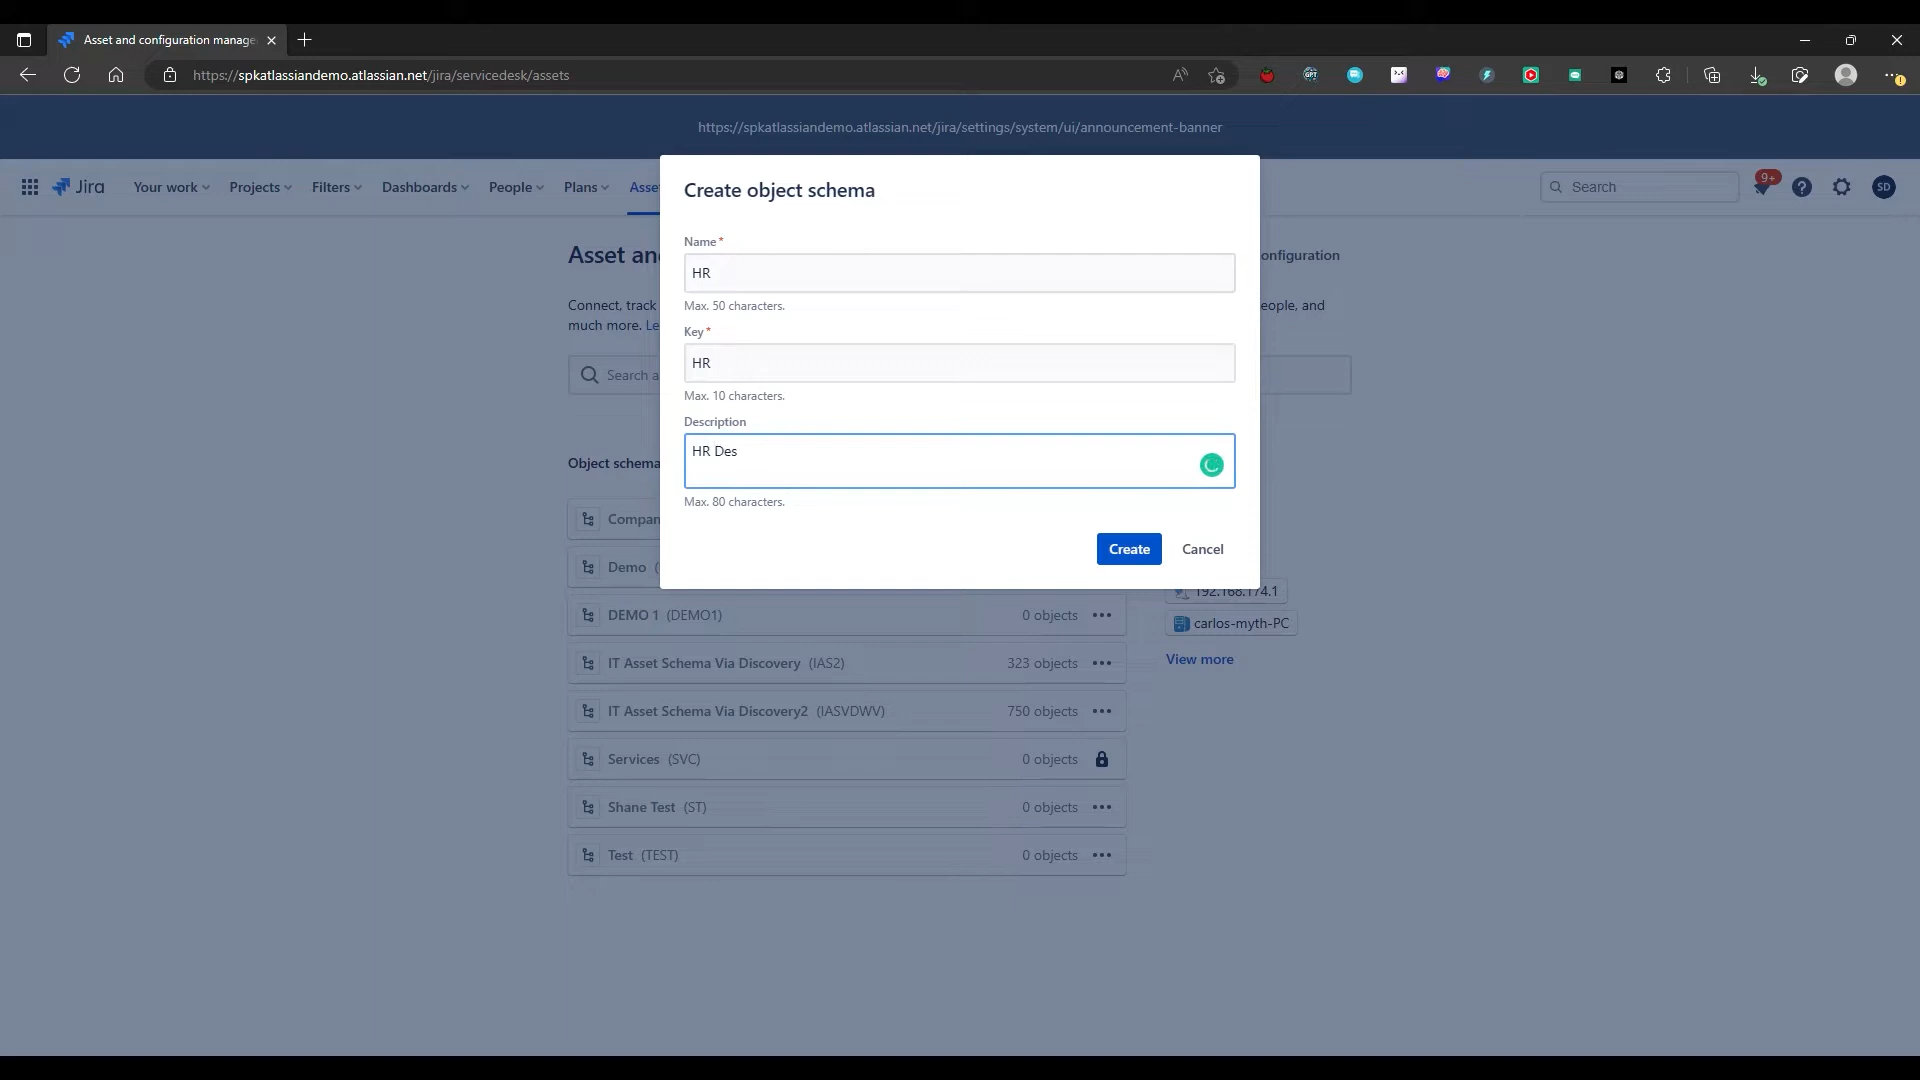 Asset and configuration manage
https://spkatlassiandemo.atlassian.net/jira/servicedesk/assets
GPT
https://spkatlassiandemo.atlassian.net/jira/settings/system/ui/announcement-banner
Jira
Your work
Projects
Filters
Dashboards
People
Plans
Asse
Search
9+
SD
Create object schema
Name*
HR
Max. 50 characters.
Key*
HR
Max. 10 characters.
Description
HR Des
Max. 80 characters.
Create
Cancel
Asset an
onfiguration
Connect, track
eople, and
much more. Le
Search a
Object schema
Compan
Demo (
DEMO 1 (DEMO1)
0 objects
IT Asset Schema Via Discovery (IAS2)
323 objects
IT Asset Schema Via Discovery2 (IASVDWV)
750 objects
Services (SVC)
0 objects
Shane Test (ST)
0 objects
Test (TEST)
0 objects
192.168.174.1
carlos-myth-PC
View more